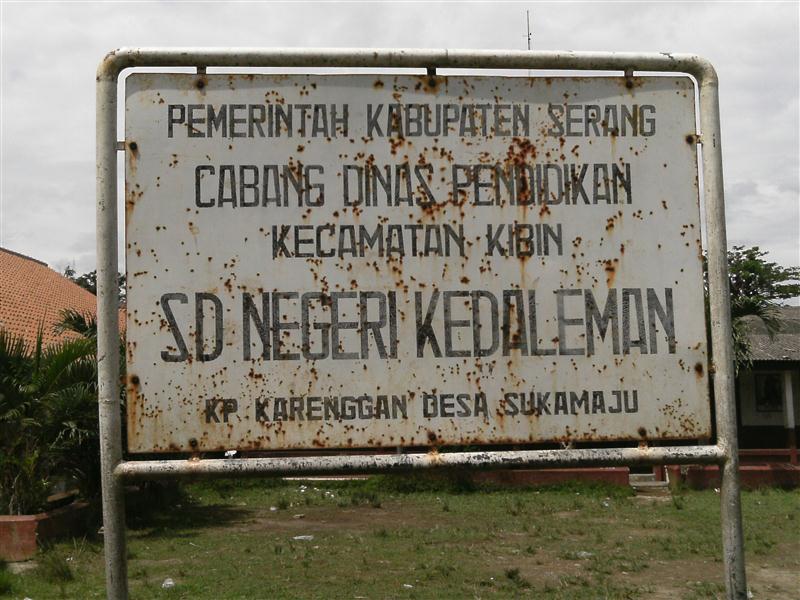 PEMERINTAH KABUPATEN SERANG
CABANG DINAS PENDIDIKAN
KECAMATAN KIBIN
SD NEGERI KEDALEMAN
KP KARENGGAN DESA SUKAMAJU